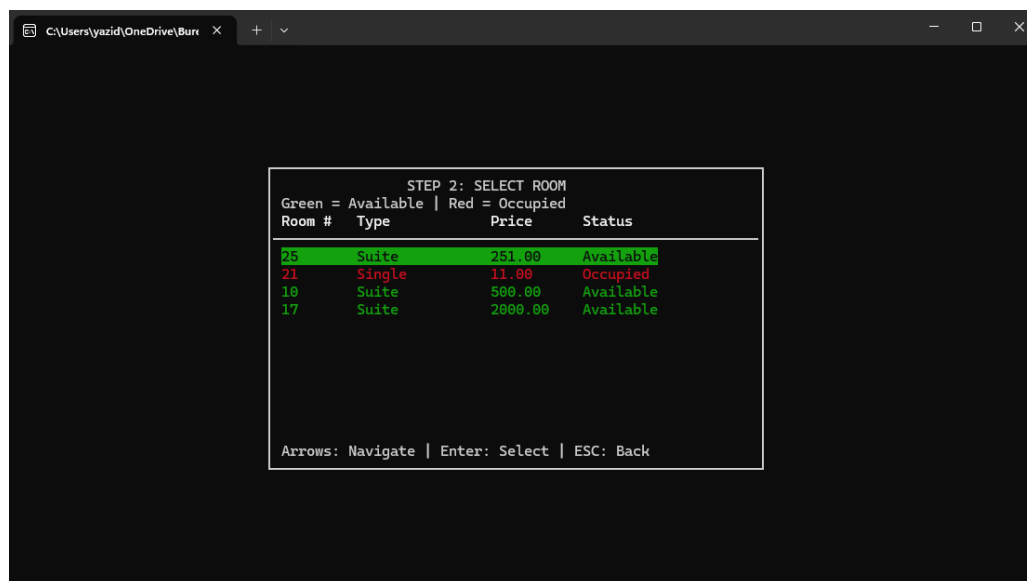 C:\Users\yazid\OneDrive\Bure
STEP 2: SELECT ROOM
Green = Available | Red = Occupied
Room # Type Price Status
25 Suite 251.00 Available
21 Single 11.00 Occupied
10 Suite 500.00 Available
17 Suite 2000.00 Available
Arrows: Navigate | Enter: Select | ESC: Back